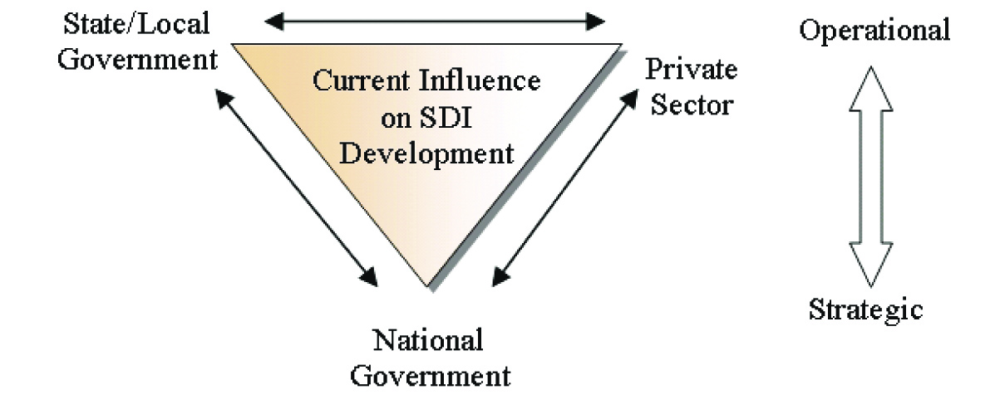 State/Local
Government
Current Influence
on SDI
Development
Private
Sector
National
Government
Operational
Strategic